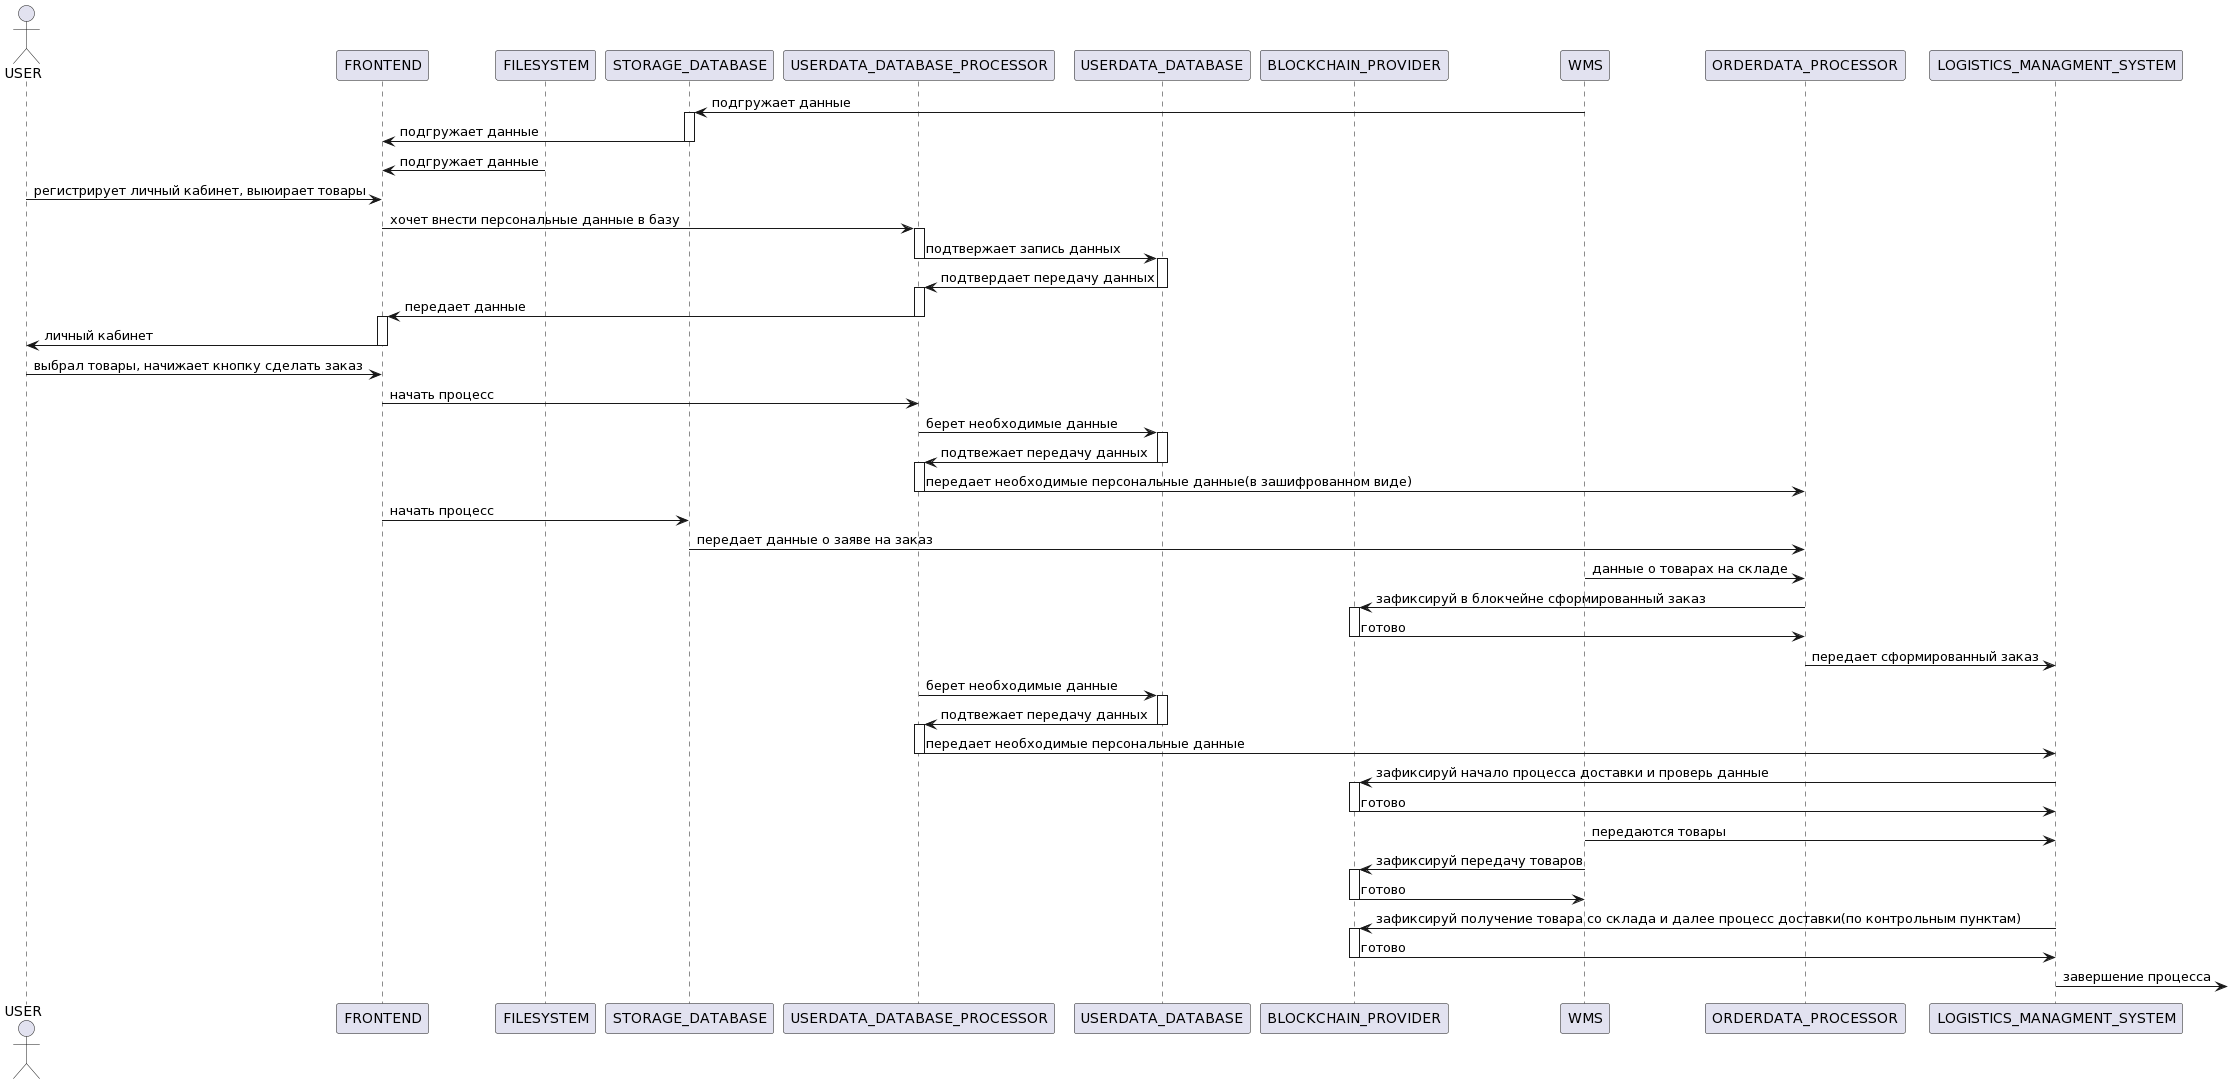 USER
FRONTEND
FILESYSTEM
STORAGE_DATABASE
USERDATA_DATABASE_PROCESSOR
USERDATA_DATABASE
BLOCKCHAIN_PROVIDER
WMS
ORDERDATA_PROCESSOR
LOGISTICS_MANAGMENT_SYSTEM
подгружает данные
подгружает данные
подгружает данные
регистрирует личный кабинет, выюирает товары
хочет внести персональные данные в базу
подтвержает запись данных
подтвердает передачу данных
передает данные
личный кабинет
выбрал товары, начижает кнопку сделать заказ
начать процесс
берет необходимые данные
подтвежает передачу данных
передает необходимые персональные данные(в зашифрованном виде)
начать процесс
передает данные о заяве на заказ
данные о товарах на складе
зафиксируй в блокчейне сформированный заказ
готово
передает сформированный заказ
берет необходимые данные
подтвежает передачу данных
передает необходимые персональные данные
зафиксируй начало процесса доставки и проверь данные
готово
передаются товары
зафиксируй передачу товаров
готово
зафиксируй получение товара со склада и далее процесс доставки(по контрольным пунктам)
готово
завершение процесса
USER
FRONTEND
FILESYSTEM
STORAGE_DATABASE
USERDATA_DATABASE_PROCESSOR
USERDATA_DATABASE
BLOCKCHAIN_PROVIDER
WMS
ORDERDATA_PROCESSOR
LOGISTICS_MANAGMENT_SYSTEM